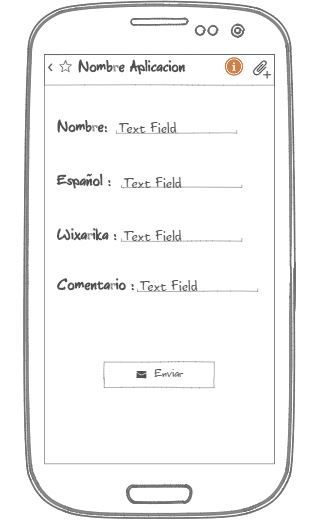 Nombre Aplicacion
Nombre: Text Field
Español : Text Field
Wixarika : Text Field
Comentario : Text Field
Enviar